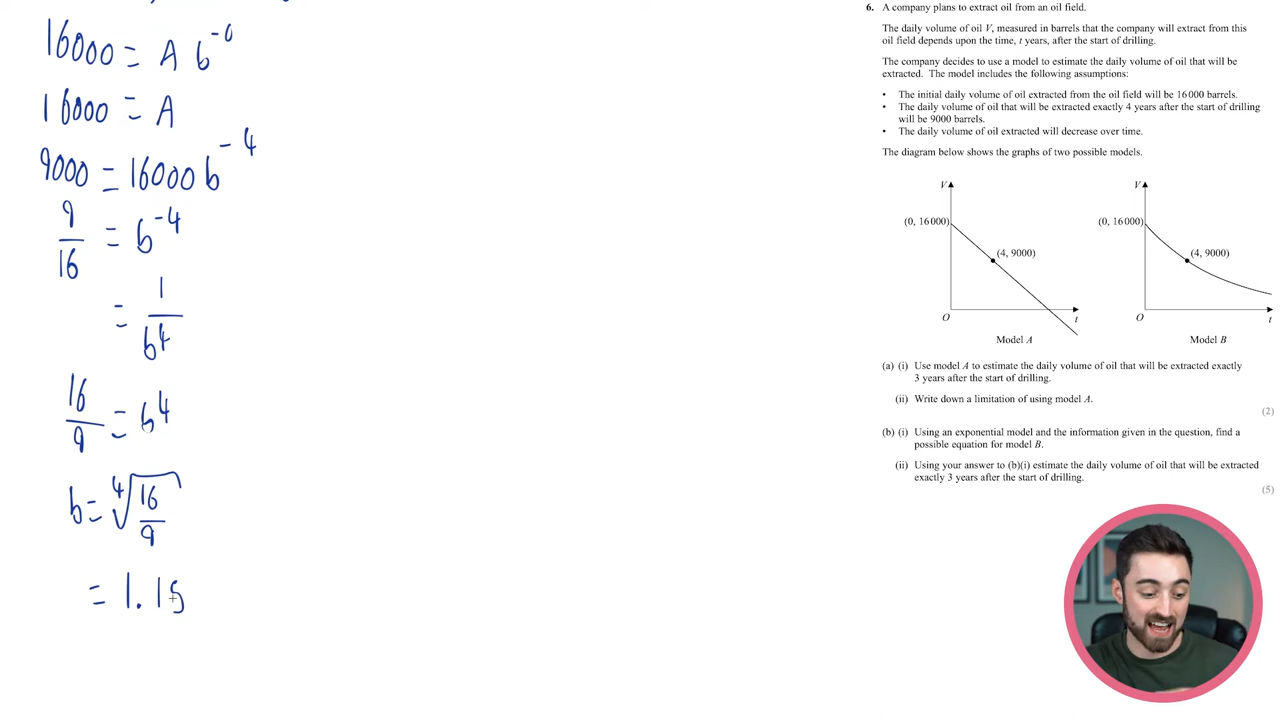 16000 = A b⁻⁰
16000 = A
9000 = 16000 b⁻⁴
9/16 = b⁻⁴
= 1/b⁴
16/9 = b⁴
b = ⁴√(16/9)
= 1.15
6. A company plans to extract oil from an oil field.
The daily volume of oil V, measured in barrels that the company will extract from this
oil field depends upon the time, t years, after the start of drilling.
The company decides to use a model to estimate the daily volume of oil that will be
extracted. The model includes the following assumptions:
• The initial daily volume of oil extracted from the oil field will be 16 000 barrels.
• The daily volume of oil that will be extracted exactly 4 years after the start of drilling
will be 9000 barrels.
• The daily volume of oil extracted will decrease over time.
The diagram below shows the graphs of two possible models.
V
(0, 16 000)
(4, 9000)
O
t
Model A
V
(0, 16 000)
(4, 9000)
O
t
Model B
(a) (i) Use model A to estimate the daily volume of oil that will be extracted exactly
3 years after the start of drilling.
(ii) Write down a limitation of using model A.
(2)
(b) (i) Using an exponential model and the information given in the question, find a
possible equation for model B.
(ii) Using your answer to (b)(i) estimate the daily volume of oil that will be extracted
exactly 3 years after the start of drilling.
(5)